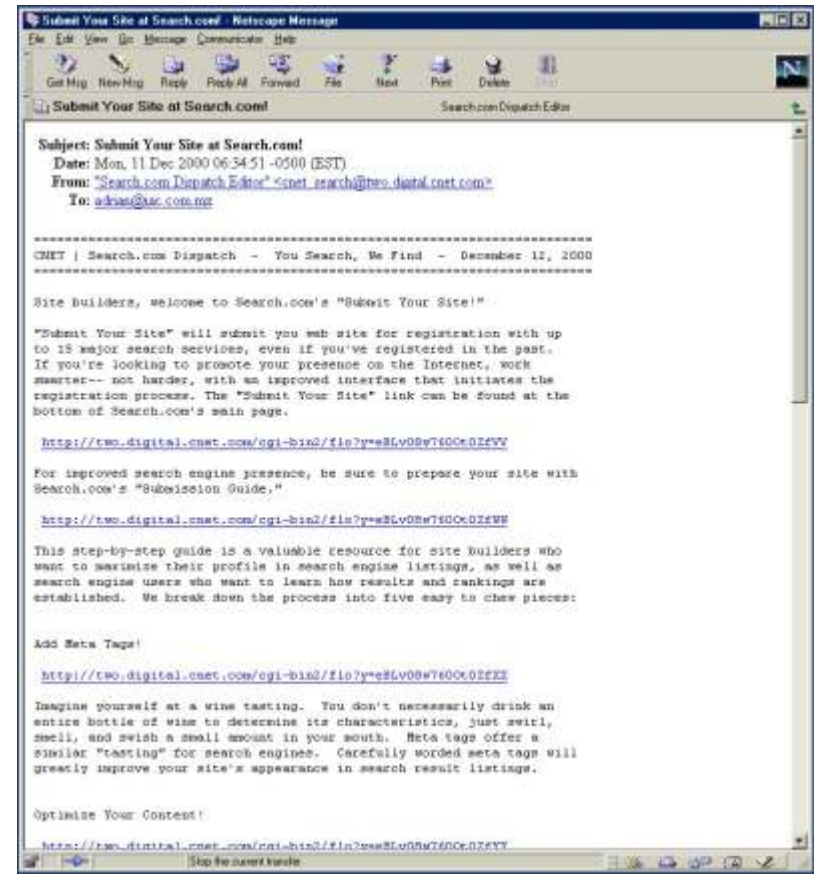 Submit Your Site at Search.com! - Netscape Message
File Edit View Go Message Communicator Help
Get Msg New Msg Reply Reply All Forward File Next Print Delete
Submit Your Site at Search.com! Search.com Dispatch Editor
Subject: Submit Your Site at Search.com!
Date: Mon, 11 Dec 2000 06:34:51 -0500 (EST)
From: "Search.com Dispatch Editor" <cnet_search@two.digital.cnet.com>
To:
======================================================================
CNET | Search.com Dispatch - You Search, We Find - December 12, 2000
======================================================================
Site builders, welcome to Search.com's "Submit Your Site!"
"Submit Your Site" will submit you web site for registration with up
to 15 major search services, even if you've registered in the past.
If you're looking to promote your presence on the Internet, work
smarter-- not harder, with an improved interface that initiates the
registration process. The "Submit Your Site" link can be found at the
bottom of Search.com's main page.
For improved search engine presence, be sure to prepare your site with
Search.com's "Submission Guide."
This step-by-step guide is a valuable resource for site builders who
want to maximize their profile in search engine listings, as well as
search engine users who want to learn how results and rankings are
established. We break down the process into five easy to chew pieces:
Add Meta Tags!
Imagine yourself at a wine tasting. You don't necessarily drink an
entire bottle of wine to determine its characteristics, just swirl,
smell, and swish a small amount in your mouth. Meta tags offer a
similar "tasting" for search engines. Carefully worded meta tags will
greatly improve your site's appearance in search result listings.
Optimize Your Content!
Stop the current transfer